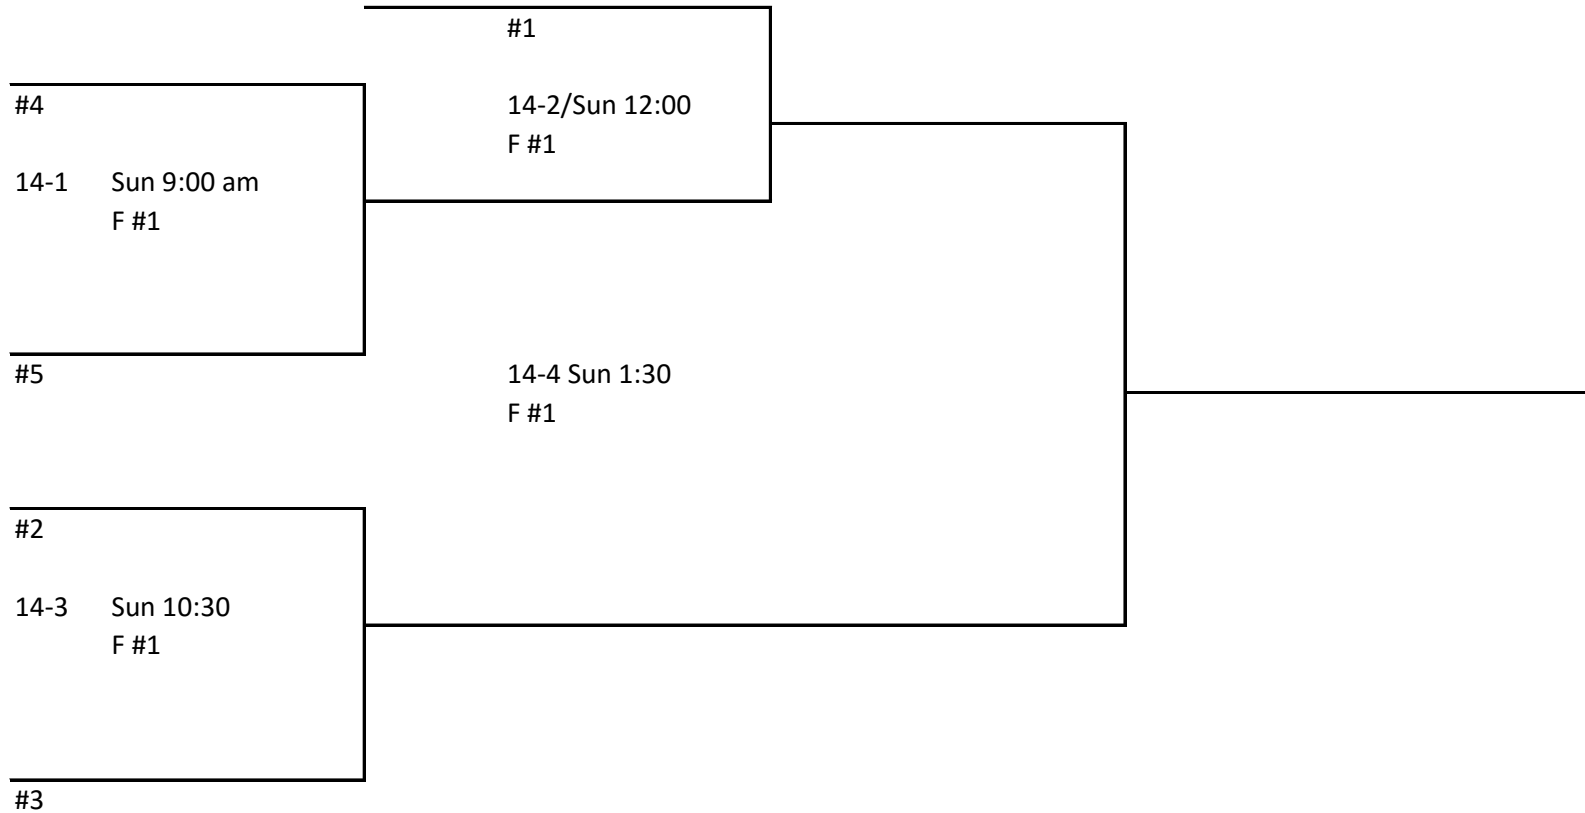 #1
#4
14-2/Sun 12:00
F #1
14-1 Sun 9:00 am
F #1
#5
14-4 Sun 1:30
F #1
#2
14-3 Sun 10:30
F #1
#3